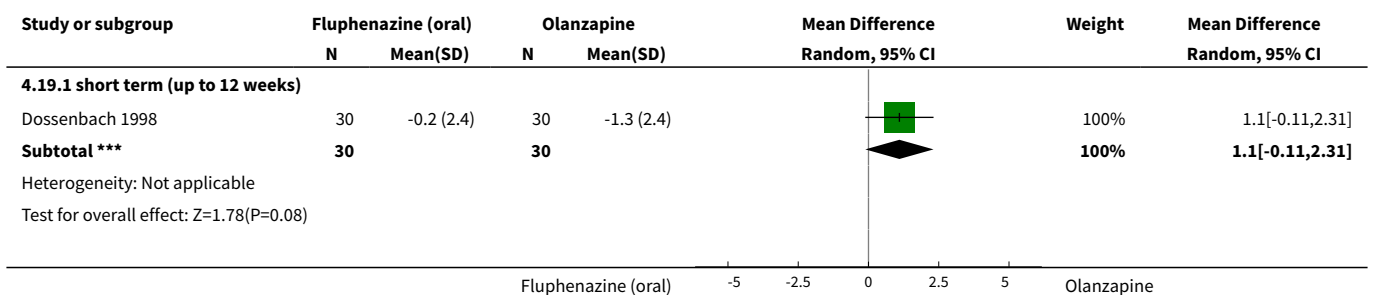 Study or subgroup Fluphenazine (oral) Olanzapine Mean Difference Weight Mean Difference
N Mean(SD) N Mean(SD) Random, 95% CI Random, 95% CI
4.19.1 short term (up to 12 weeks)
Dossenbach 1998 30 -0.2 (2.4) 30 -1.3 (2.4) 100% 1.1[-0.11,2.31]
Subtotal *** 30 30 100% 1.1[-0.11,2.31]
Heterogeneity: Not applicable
Test for overall effect: Z=1.78(P=0.08)
Fluphenazine (oral) -5 -2.5 0 2.5 5 Olanzapine